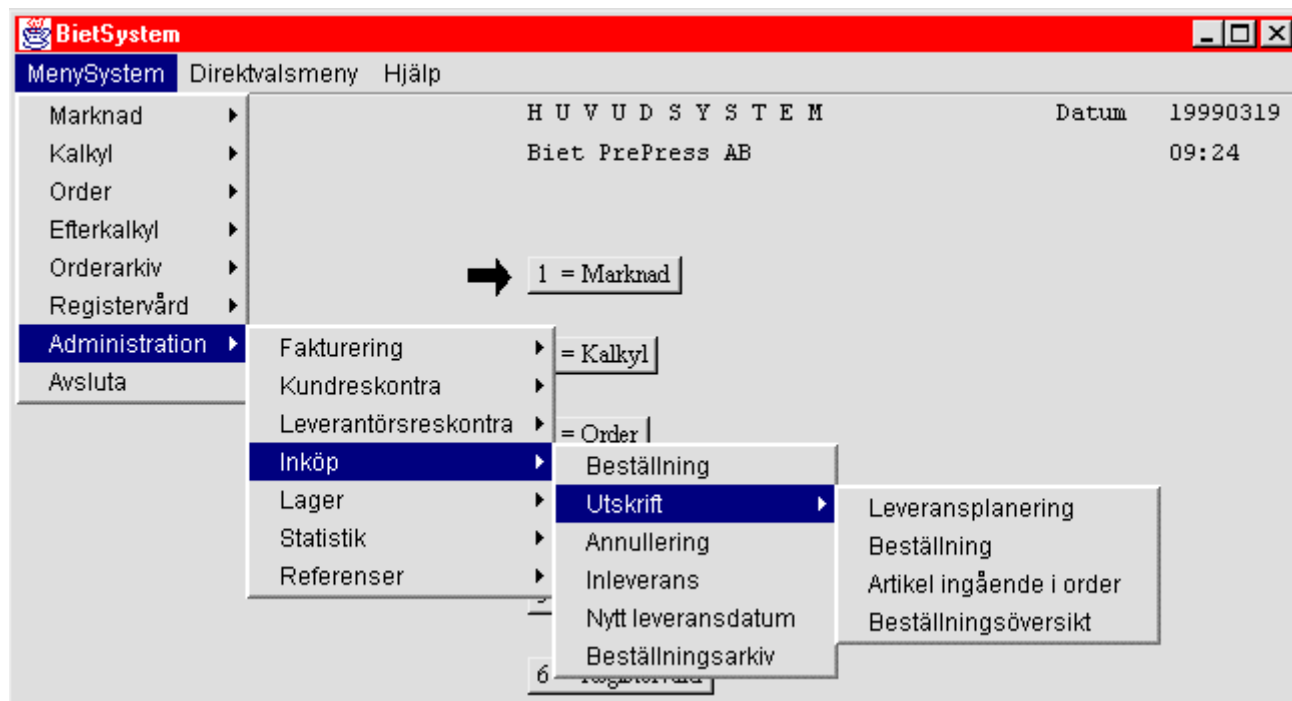 BietSystem
MenySystem Direktvalsmeny Hjälp
H U V U D S Y S T E M Datum 19990319
Biet PrePress AB 09:24
Marknad
Kalkyl
Order
Efterkalkyl
Orderarkiv
Registervård
Administration
Avsluta
1 = Marknad
= Kalkyl
= Order
6
Fakturering
Kundreskontra
Leverantörsreskontra
Inköp
Lager
Statistik
Referenser
Beställning
Utskrift
Annullering
Inleverans
Nytt leveransdatum
Beställningsarkiv
Leveransplanering
Beställning
Artikel ingående i order
Beställningsöversikt